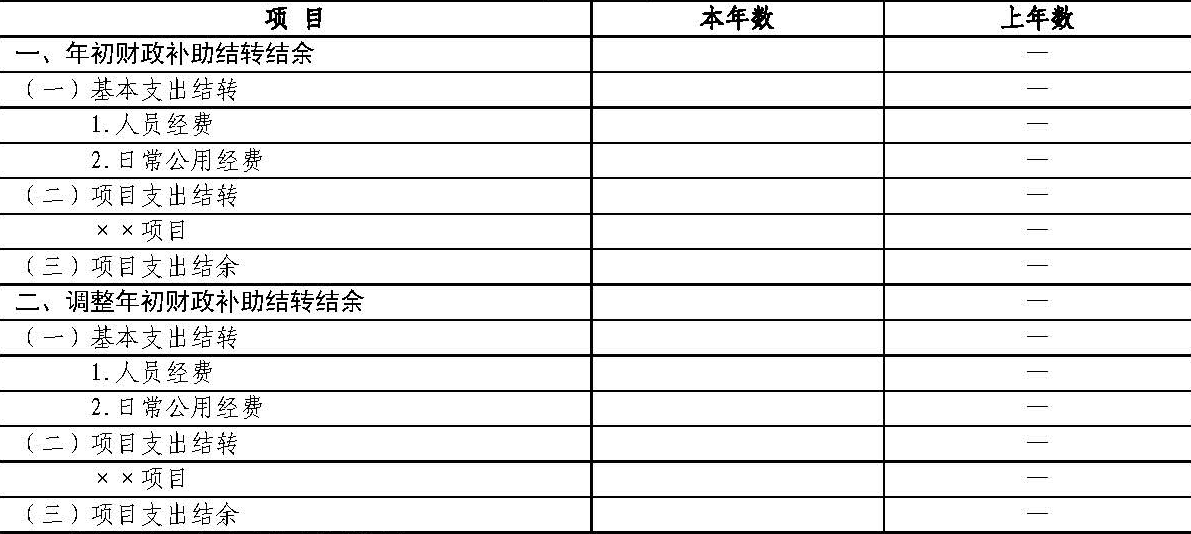 项 目 本年数 上年数
一、年初财政补助结转结余 —
（一）基本支出结转 —
1.人员经费 —
2.日常公用经费 —
（二）项目支出结转 —
××项目 —
（三）项目支出结余 —
二、调整年初财政补助结转结余 —
（一）基本支出结转 —
1.人员经费 —
2.日常公用经费 —
（二）项目支出结转 —
××项目 —
（三）项目支出结余 —